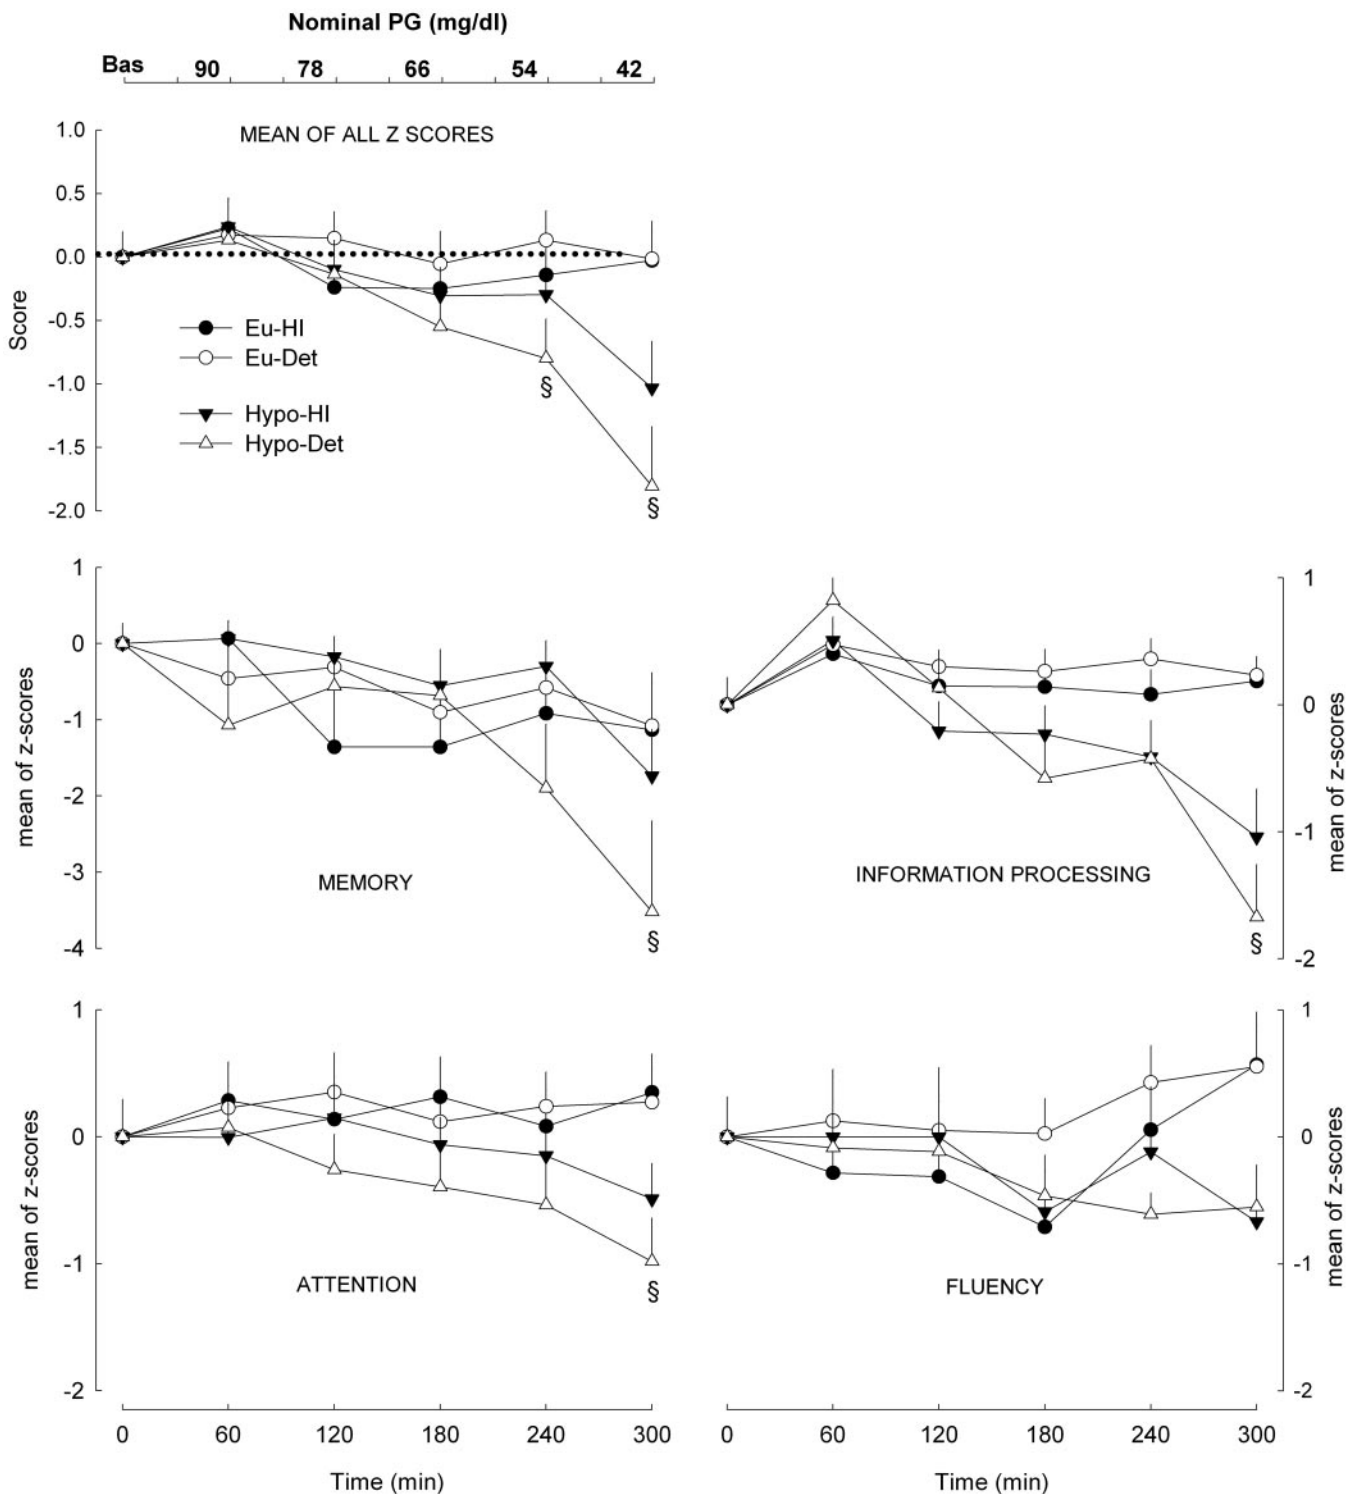 Nominal PG (mg/dl)
Bas 90 78 66 54 42
MEAN OF ALL Z SCORES
1.0
0.5
0.0
-0.5
-1.0
-1.5
-2.0
Score
Eu-HI
Eu-Det
Hypo-HI
Hypo-Det
§
§
1
0
-1
-2
-3
-4
mean of z-scores
MEMORY
§
1
0
-1
-2
mean of z-scores
INFORMATION PROCESSING
§
1
0
-1
-2
mean of z-scores
ATTENTION
§
0 60 120 180 240 300
Time (min)
1
0
-1
-2
mean of z-scores
FLUENCY
0 60 120 180 240 300
Time (min)